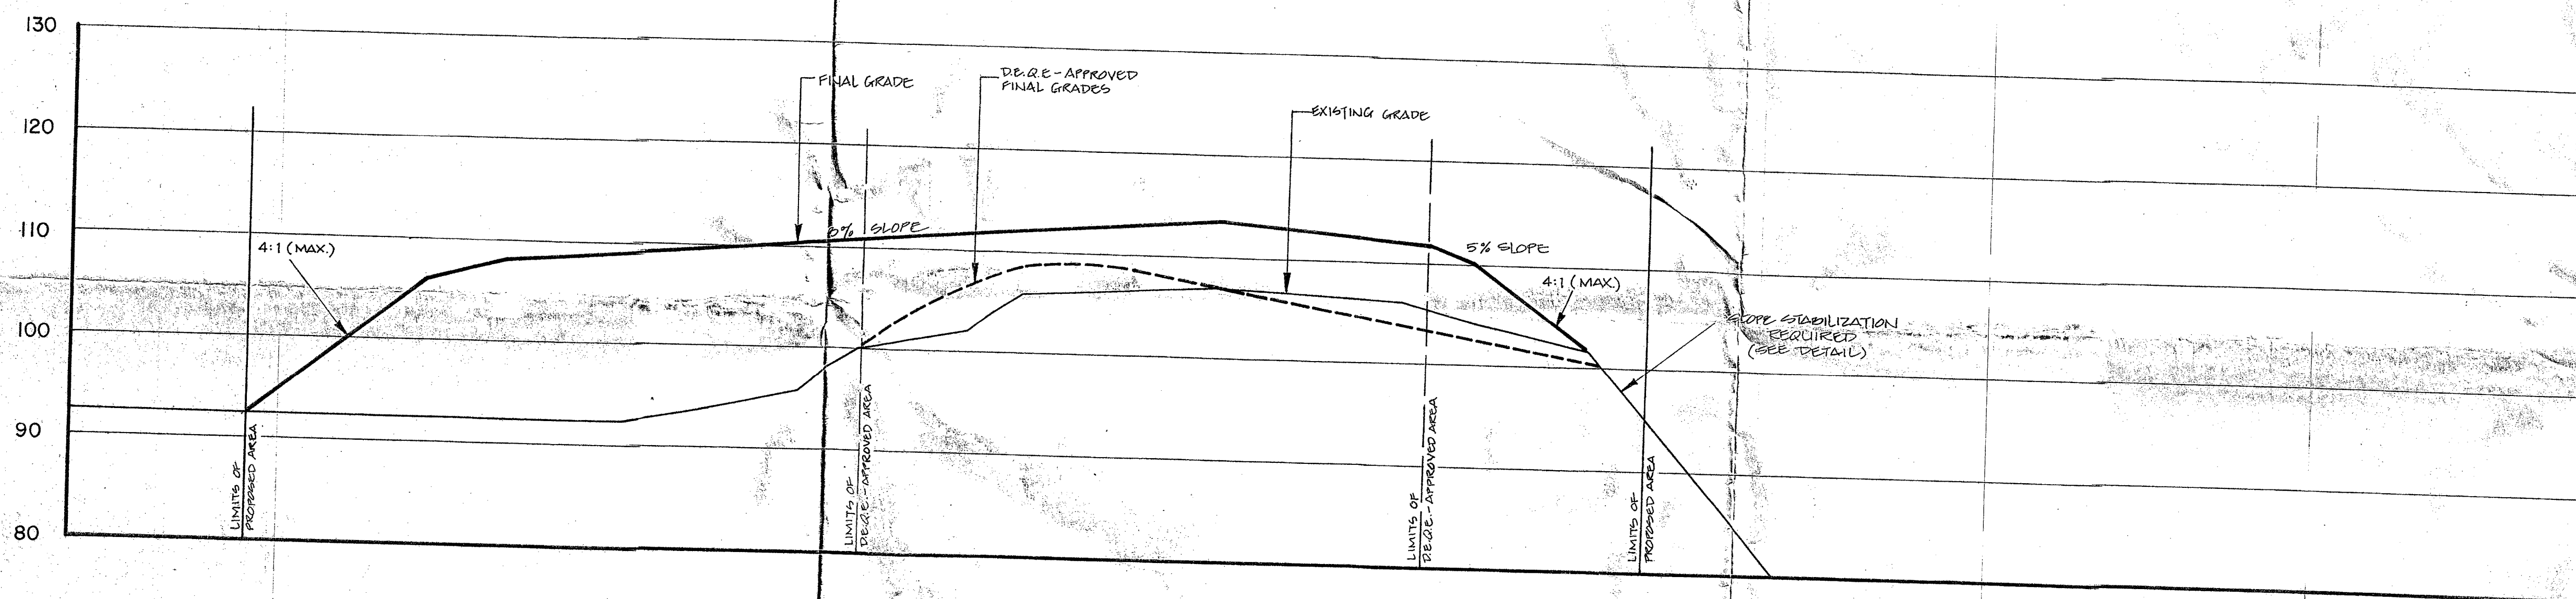 130
120
110
100
90
80
FINAL GRADE
D.E.Q.E - APPROVED
FINAL GRADES
EXISTING GRADE
4:1 (MAX.)
% SLOPE
5% SLOPE
4:1 (MAX.)
SLOPE STABILIZATION
REQUIRED
(SEE DETAIL)
LIMITS OF
PROPOSED AREA
LIMITS OF
D.E.Q.E. - APPROVED AREA
LIMITS OF
D.E.Q.E. - APPROVED AREA
LIMITS OF
PROPOSED AREA